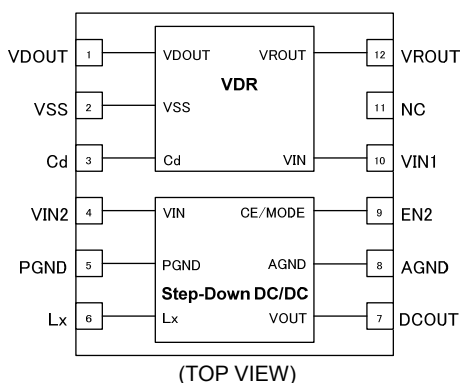 VDOUT 1 VDOUT VROUT 12 VROUT
VDR
VSS 2 VSS 11 NC
Cd 3 Cd VIN 10 VIN1
VIN2 4 VIN CE/MODE 9 EN2
PGND 5 PGND AGND 8 AGND
Step-Down DC/DC
Lx 6 Lx VOUT 7 DCOUT
(TOP VIEW)